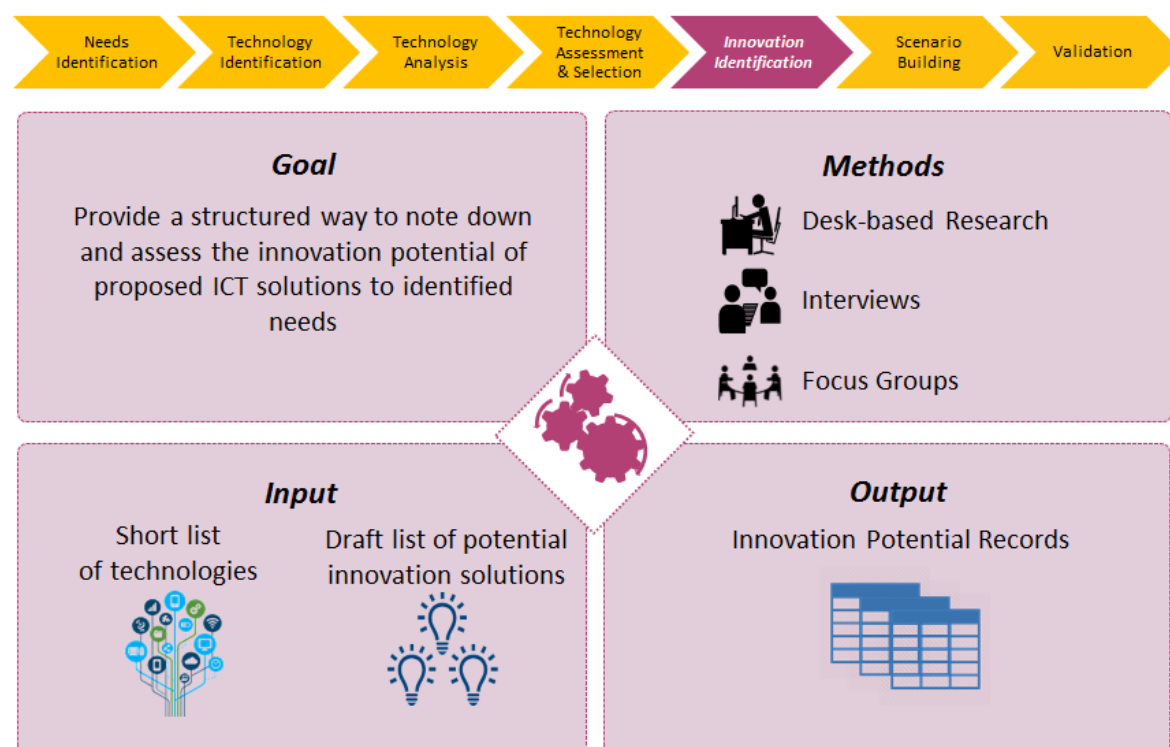 Needs
Identification
Technology
Identification
Technology
Analysis
Technology
Assessment
& Selection
Innovation
Identification
Scenario
Building
Validation
Goal
Provide a structured way to note down
and assess the innovation potential of
proposed ICT solutions to identified
needs
Methods
Desk-based Research
Interviews
Focus Groups
Input
Short list
of technologies
Draft list of potential
innovation solutions
Output
Innovation Potential Records